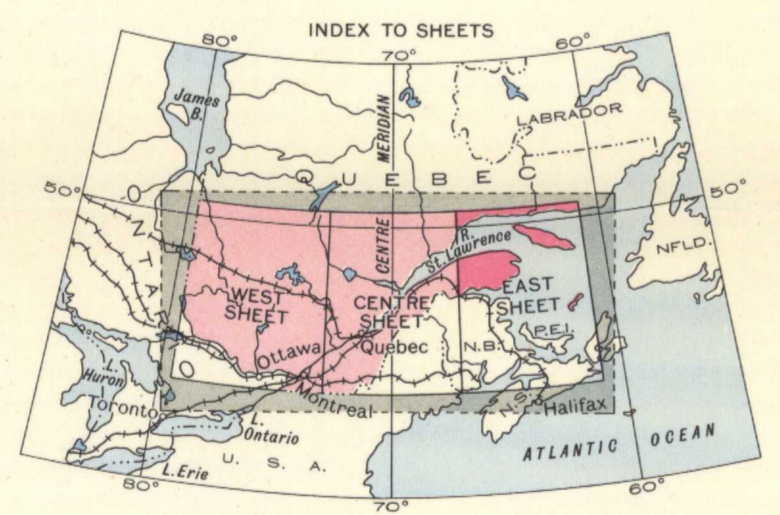 INDEX TO SHEETS
80°
70°
60°
James
B.
MERIDIAN
LABRADOR
QUEBEC
50°
50°
ONTARIO
CENTRE
R.
St. Lawrence
NFLD.
WEST
SHEET
CENTRE
SHEET
EAST
SHEET
P.E.I.
L.
Huron
Ottawa
Quebec
N.B.
Toronto
Montreal
N.S.
Halifax
L.
Ontario
L. Erie
U. S. A.
ATLANTIC OCEAN
80°
70°
60°